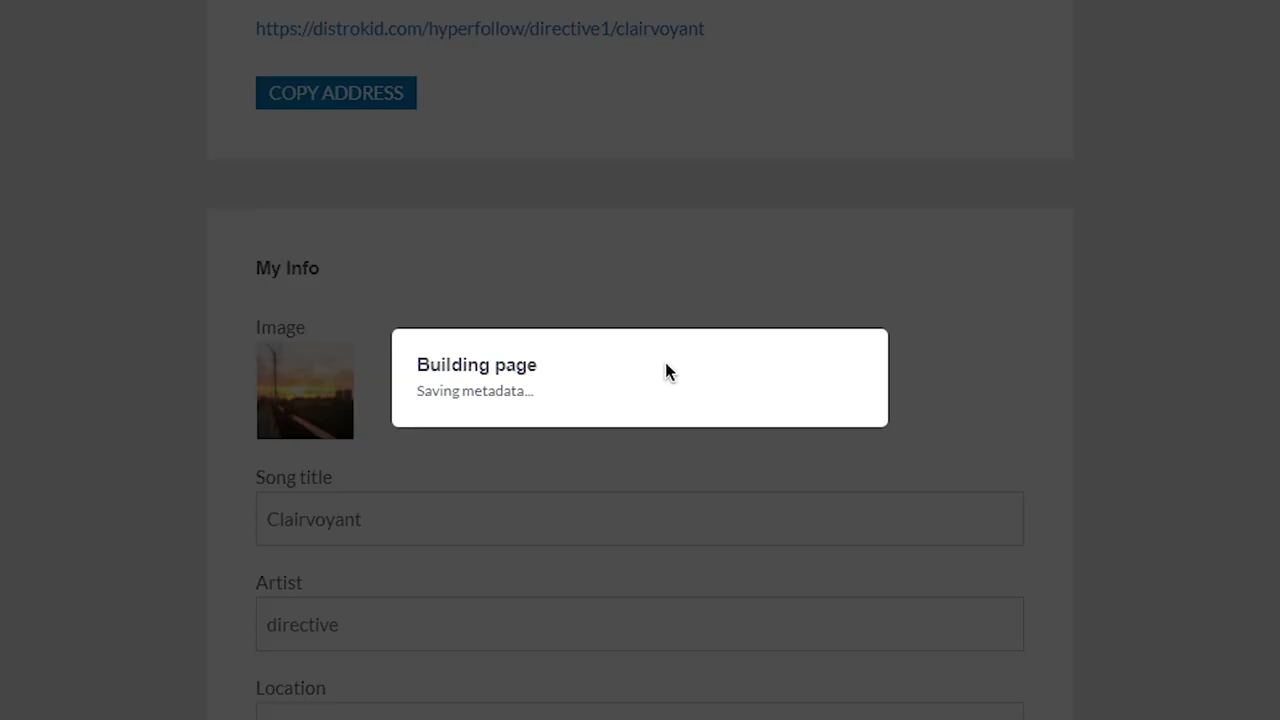 https://distrokid.com/hyperfollow/directive1/clairvoyant
COPY ADDRESS
My Info
Image
Building page
Saving metadata...
Song title
Clairvoyant
Artist
directive
Location